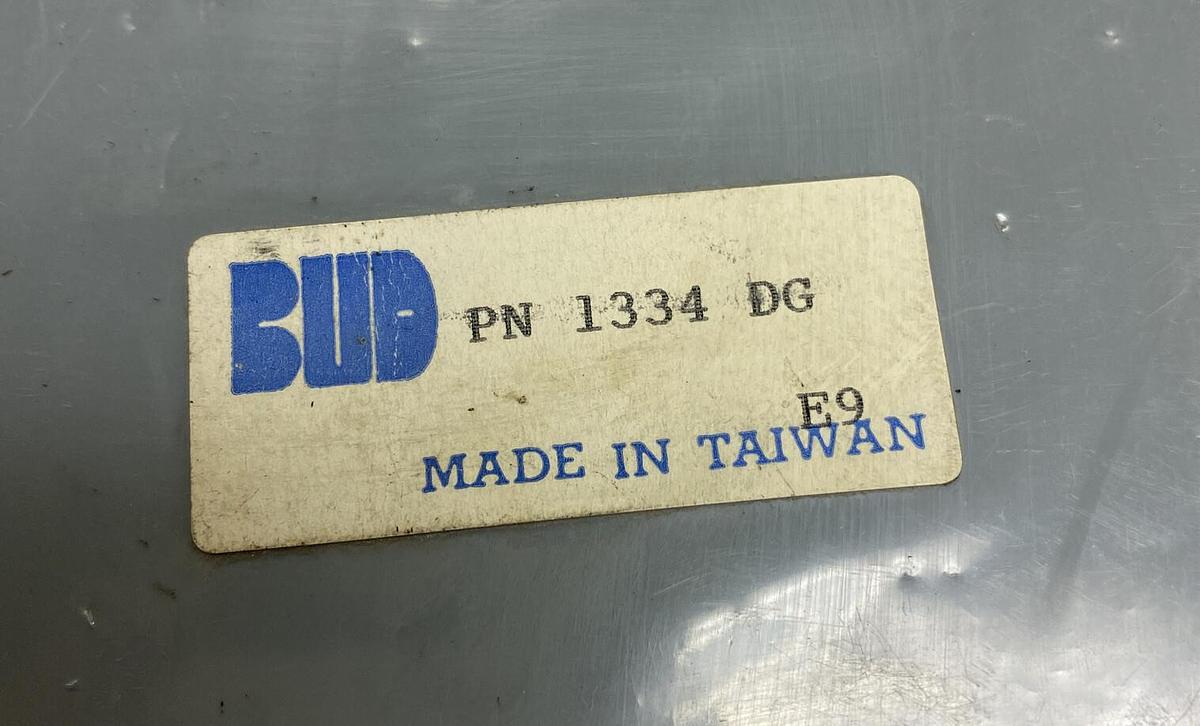 BUD PN 1334 DG
E9
MADE IN TAIWAN